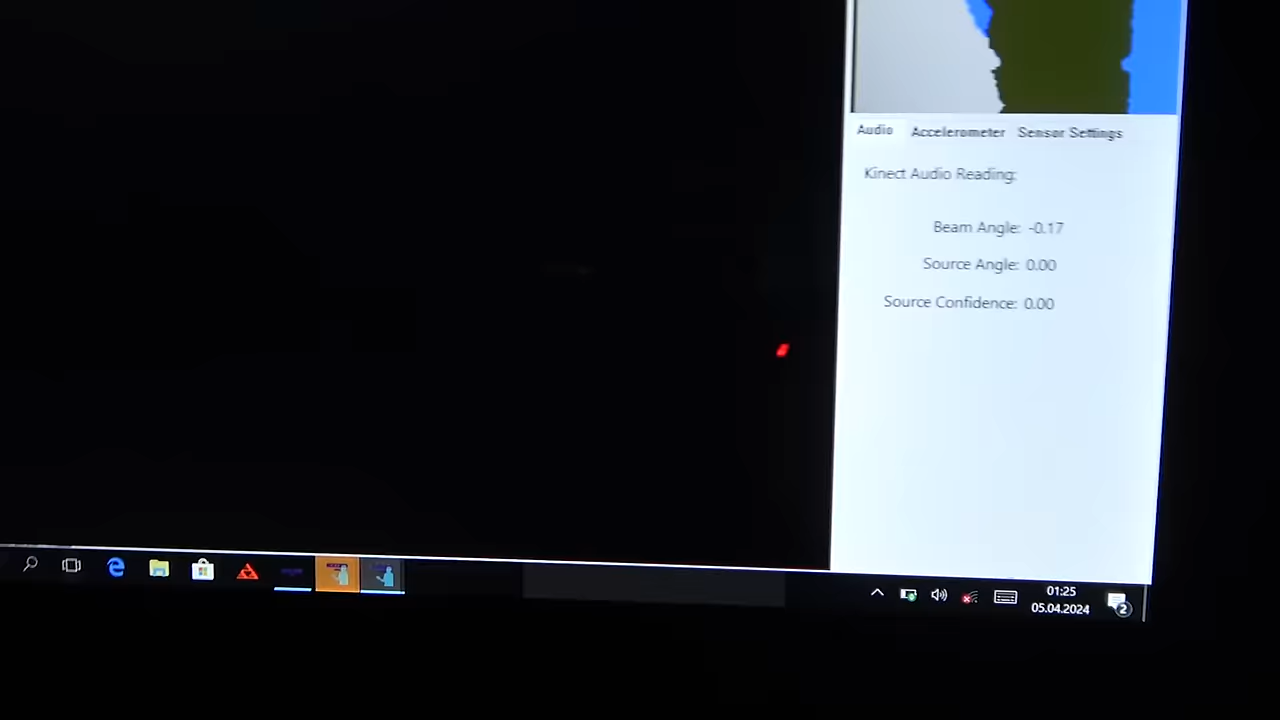 Audio Accelerometer Sensor Settings
Kinect Audio Reading:
Beam Angle: -0.17
Source Angle: 0.00
Source Confidence: 0.00
01:25
05.04.2024
2